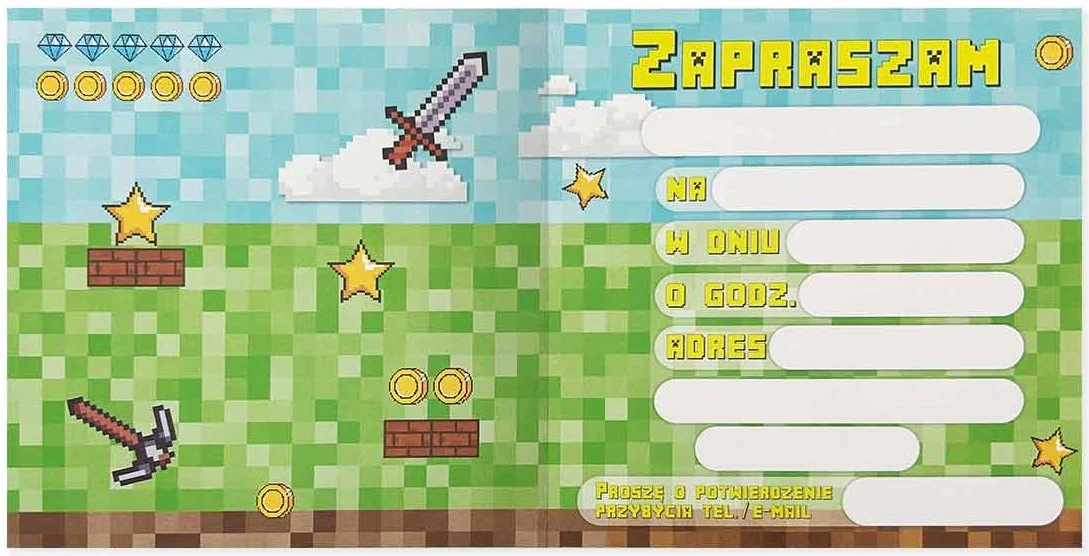 ZAPRASZAM
NA
W DNIU
O GODZ.
ADRES
PROSZĘ O POTWIERDZENIE
PRZYBYCIA TEL./E-MAIL